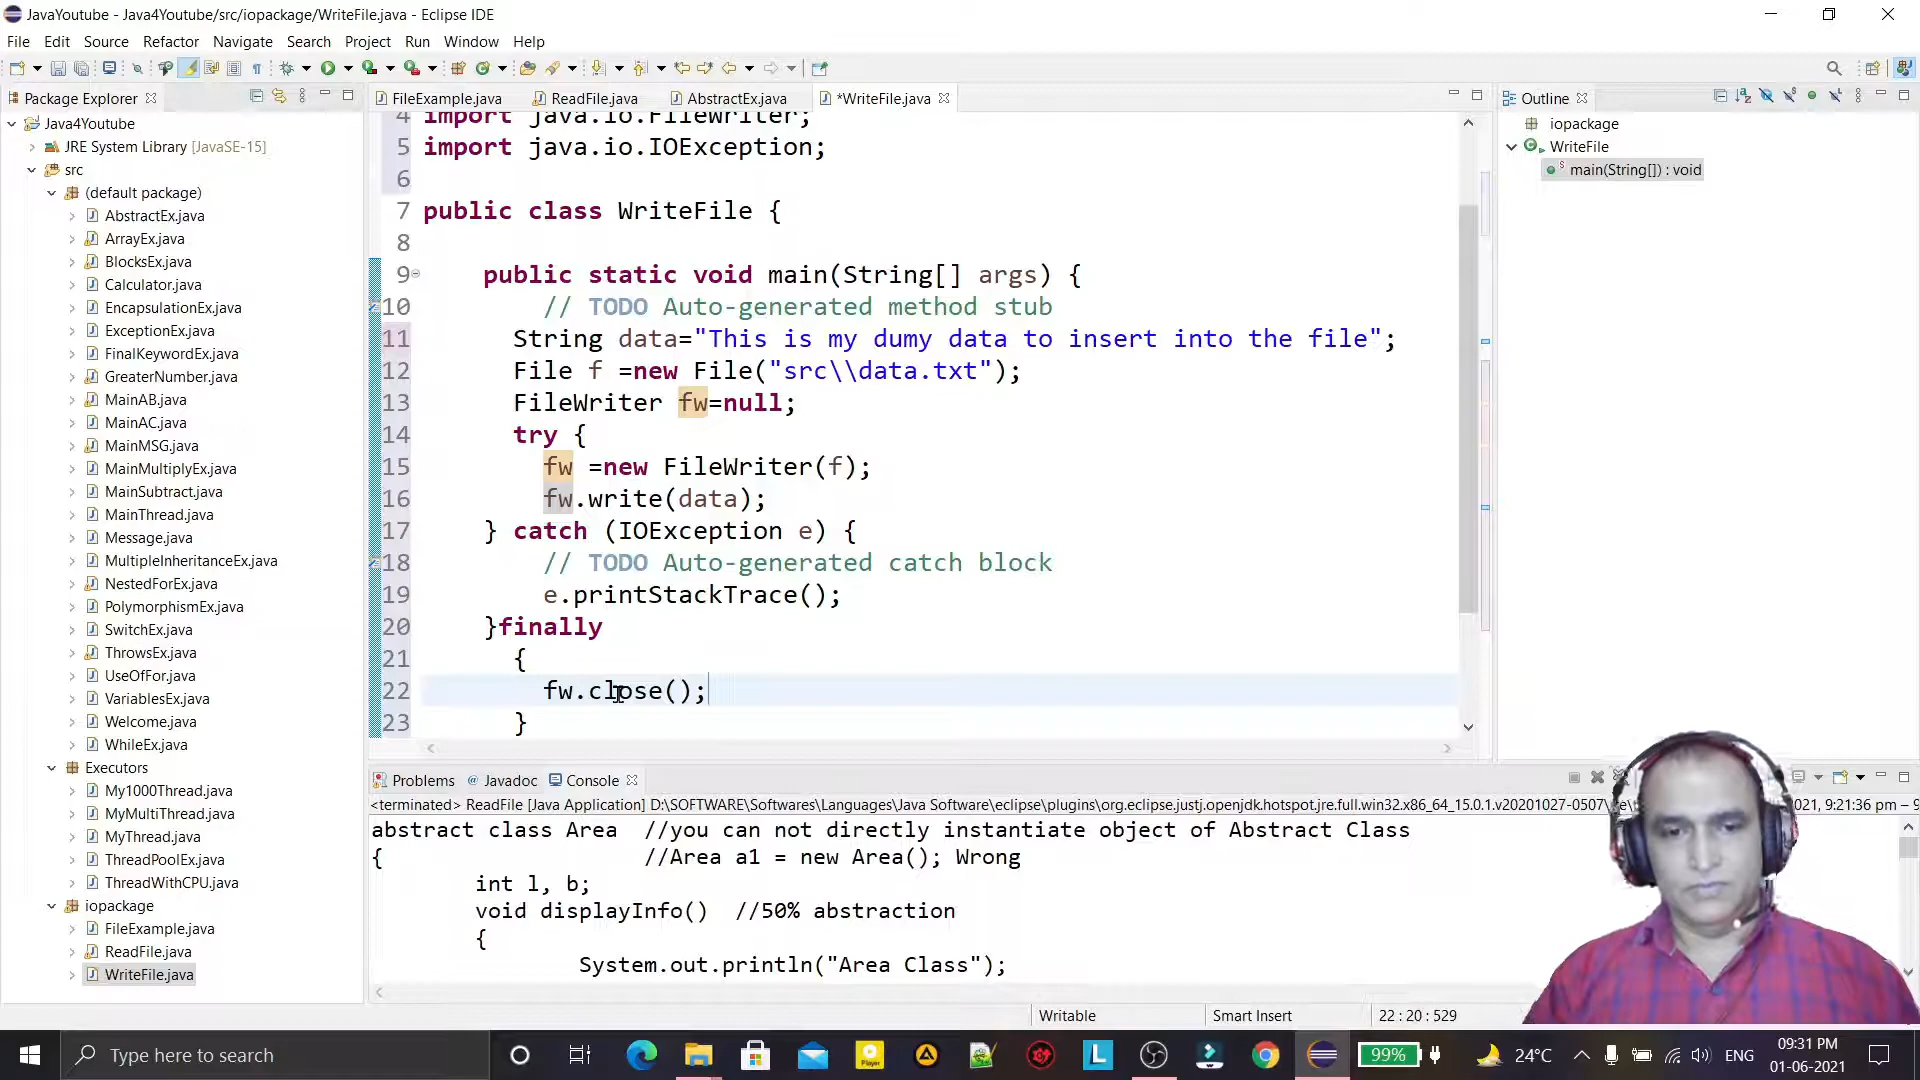 JavaYoutube - Java4Youtube/src/iopackage/WriteFile.java - Eclipse IDE
File Edit Source Refactor Navigate Search Project Run Window Help
Package Explorer
Java4Youtube
JRE System Library [JavaSE-15]
src
(default package)
AbstractEx.java
ArrayEx.java
BlocksEx.java
Calculator.java
EncapsulationEx.java
ExceptionEx.java
FinalKeywordEx.java
GreaterNumber.java
MainAB.java
MainAC.java
MainMSG.java
MainMultiplyEx.java
MainSubtract.java
MainThread.java
Message.java
MultipleInheritanceEx.java
NestedForEx.java
PolymorphismEx.java
SwitchEx.java
ThrowsEx.java
UseOfFor.java
VariablesEx.java
Welcome.java
WhileEx.java
Executors
My1000Thread.java
MyMultiThread.java
MyThread.java
ThreadPoolEx.java
ThreadWithCPU.java
iopackage
FileExample.java
ReadFile.java
WriteFile.java
FileExample.java ReadFile.java AbstractEx.java *WriteFile.java
4 import java.io.FileWriter;
5 import java.io.IOException;
6
7 public class WriteFile {
8
9 public static void main(String[] args) {
10 // TODO Auto-generated method stub
11 String data="This is my dumy data to insert into the file";
12 File f =new File("src\\data.txt");
13 FileWriter fw=null;
14 try {
15 fw =new FileWriter(f);
16 fw.write(data);
17 } catch (IOException e) {
18 // TODO Auto-generated catch block
19 e.printStackTrace();
20 }finally
21 {
22 fw.close();
23 }
Outline
iopackage
WriteFile
main(String[]) : void
Problems @ Javadoc Console
<terminated> ReadFile [Java Application] D:\SOFTWARE\Softwares\Languages\Java Software\eclipse\plugins\org.eclipse.justj.openjdk.hotspot.jre.full.win32.x86_64_15.0.1.v20201027-0507\jre 2021, 9:21:36 pm – 9
abstract class Area //you can not directly instantiate object of Abstract Class
{ //Area a1 = new Area(); Wrong
int l, b;
void displayInfo() //50% abstraction
{
System.out.println("Area Class");
Writable Smart Insert 22 : 20 : 529
Type here to search
Player
L
99%
24°C
ENG
09:31 PM
01-06-2021